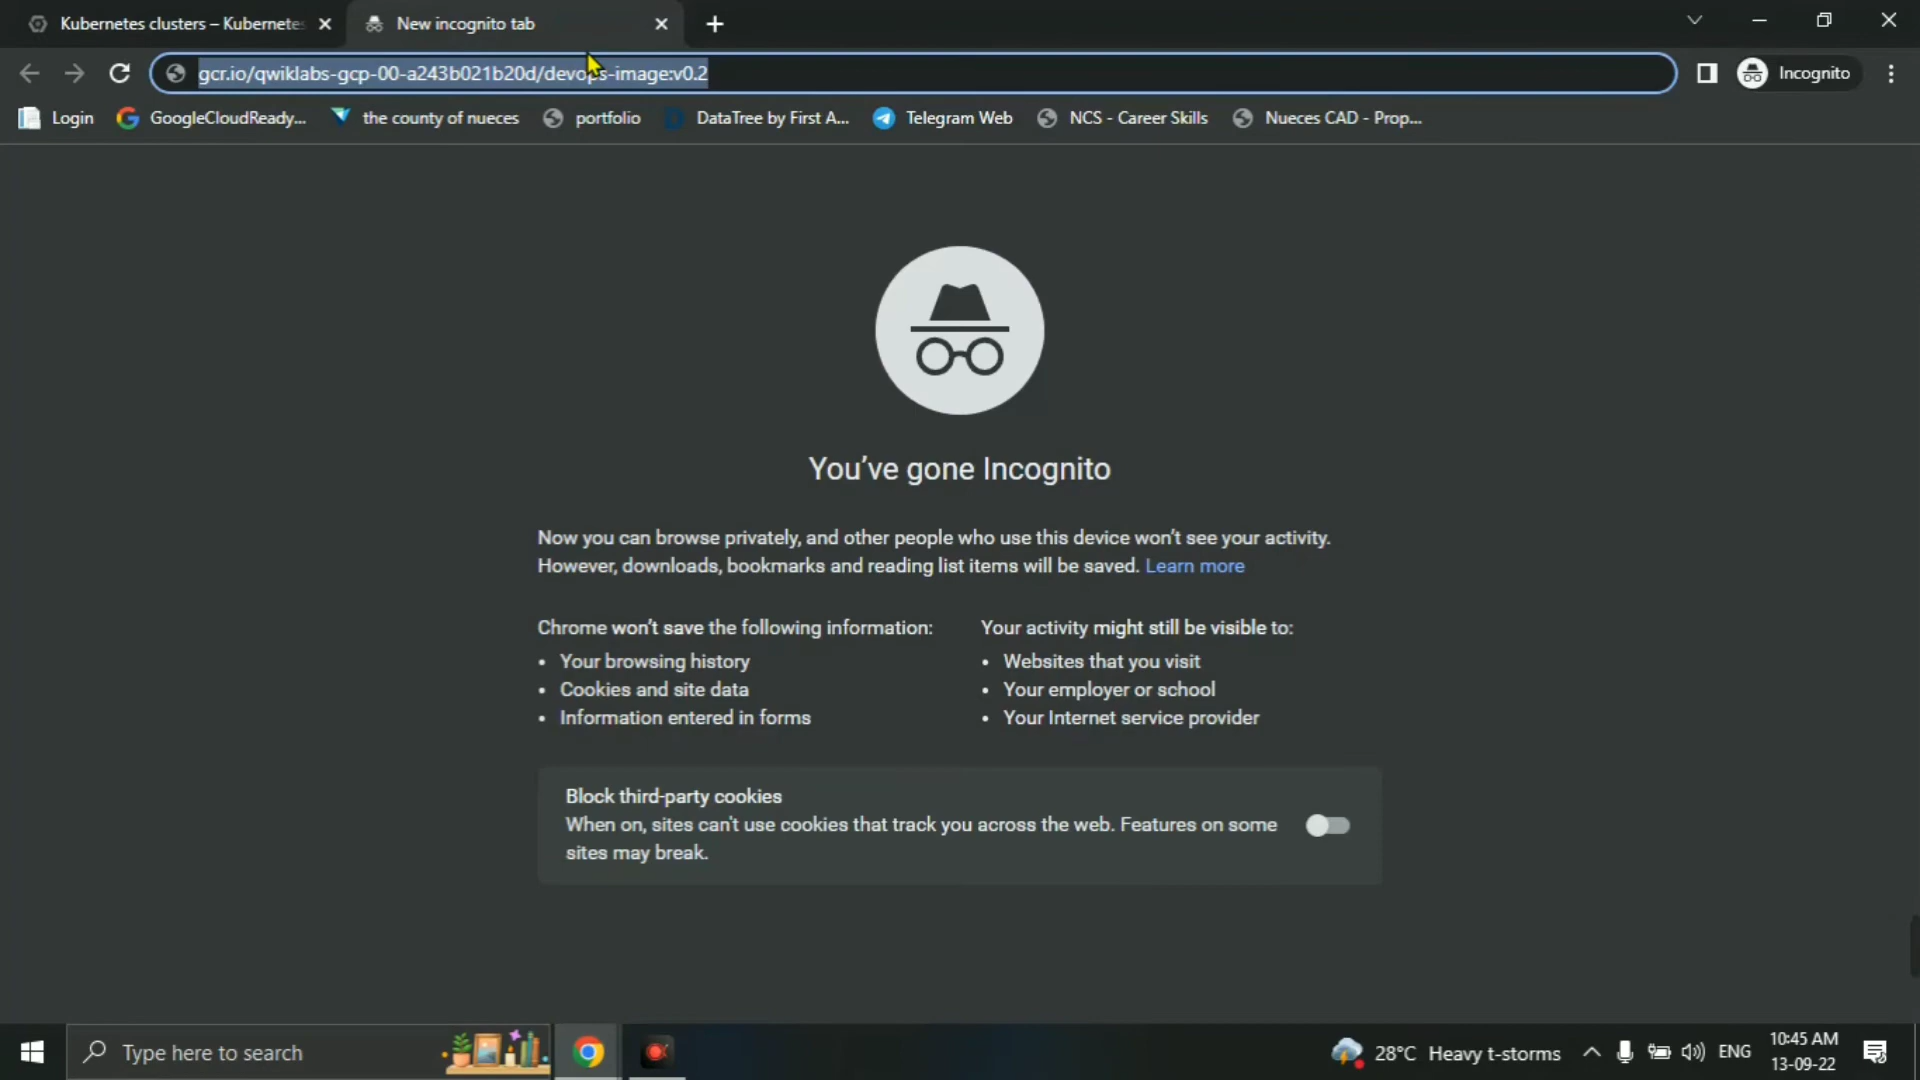 Kubernetes clusters – Kubernetes
New incognito tab
gcr.io/qwiklabs-gcp-00-a243b021b20d/devops-image:v0.2
Incognito
Login
GoogleCloudReady...
the county of nueces
portfolio
DataTree by First A...
Telegram Web
NCS - Career Skills
Nueces CAD - Prop...
You've gone Incognito
Now you can browse privately, and other people who use this device won't see your activity.
However, downloads, bookmarks and reading list items will be saved. Learn more
Chrome won't save the following information:
• Your browsing history
• Cookies and site data
• Information entered in forms
Your activity might still be visible to:
• Websites that you visit
• Your employer or school
• Your Internet service provider
Block third-party cookies
When on, sites can't use cookies that track you across the web. Features on some
sites may break.
Type here to search
28°C Heavy t-storms
ENG
10:45 AM
13-09-22